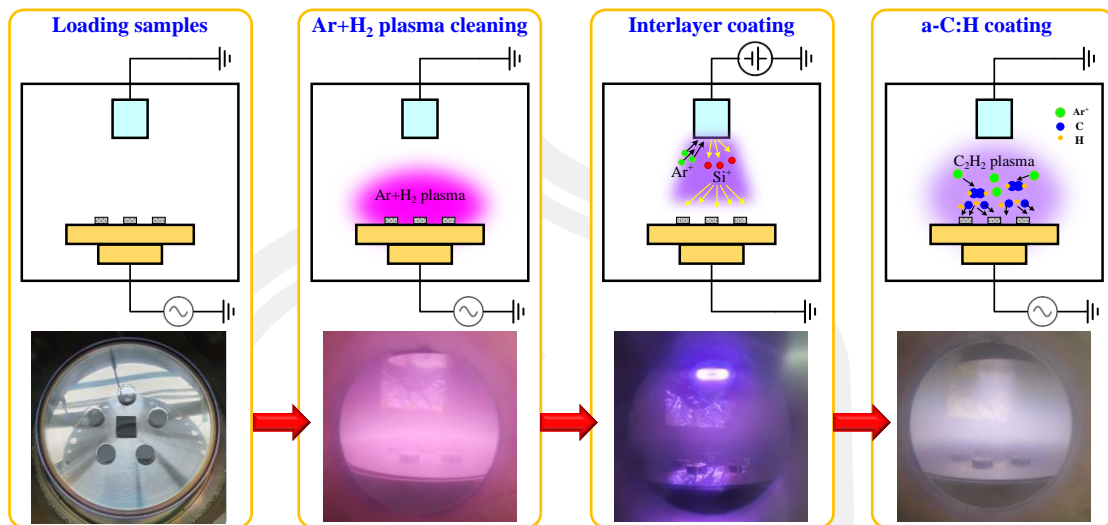 Loading samples
Ar+H₂ plasma cleaning
Ar+H₂ plasma
Interlayer coating
Ar⁺
Si⁺
a-C:H coating
Ar⁺
C
H
C₂H₂ plasma